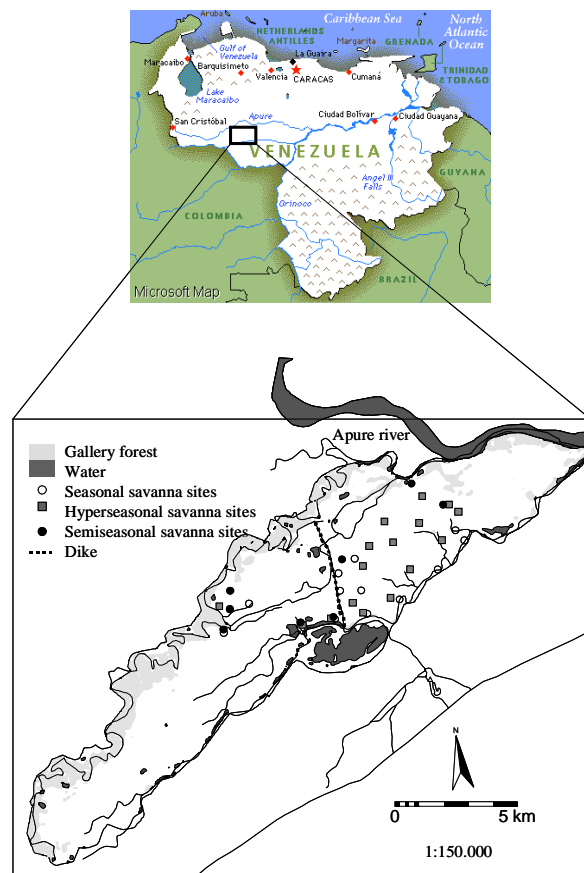 Aruba
Caribbean Sea
North
Atlantic
Ocean
NETHERLANDS
ANTILLES
Margarita
GRENADA
Gulf of
Venezuela
La Guaira
Maracaibo
Barquisimeto
Valencia
CARACAS
Cumaná
TRINIDAD
& TOBAGO
Lake
Maracaibo
San Cristóbal
Apure
Ciudad Bolívar
Ciudad Guayana
VENEZUELA
Angel
Falls
GUYANA
Orinoco
COLOMBIA
BRAZIL
Microsoft Map
Apure river
Gallery forest
Water
Seasonal savanna sites
Hyperseasonal savanna sites
Semiseasonal savanna sites
Dike
N
0 5 km
1:150.000